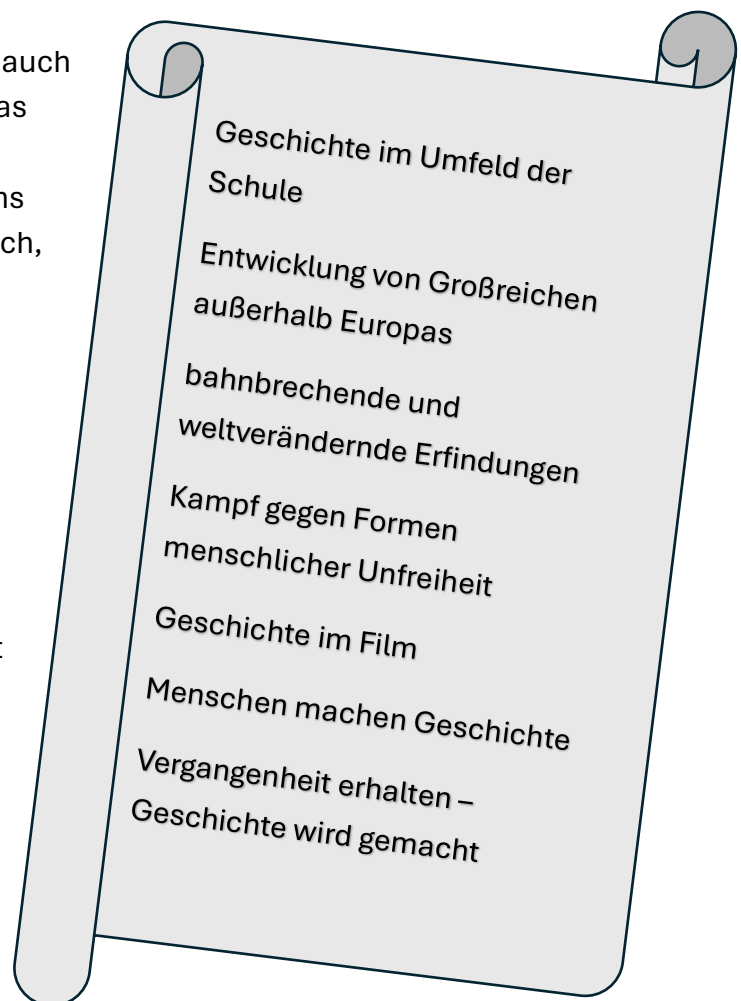 auch
as
ns
ch,
t
Geschichte im Umfeld der
Schule
Entwicklung von Großreichen
außerhalb Europas
bahnbrechende und
weltverändernde Erfindungen
Kampf gegen Formen
menschlicher Unfreiheit
Geschichte im Film
Menschen machen Geschichte
Vergangenheit erhalten –
Geschichte wird gemacht